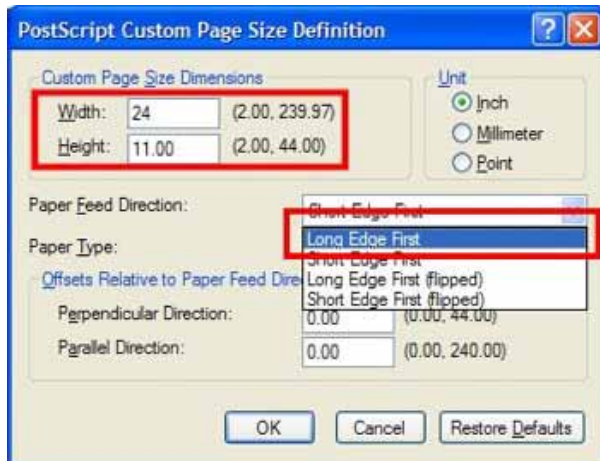 PostScript Custom Page Size Definition
Custom Page Size Dimensions
Width: 24 (2.00, 239.97)
Height: 11.00 (2.00, 44.00)
Unit
Inch
Millimeter
Point
Paper Feed Direction: Short Edge First
Long Edge First
Short Edge First
Long Edge First (flipped)
Short Edge First (flipped)
Paper Type:
Offsets Relative to Paper Feed Dire
Perpendicular Direction: 0.00 (0.00, 44.00)
Parallel Direction: 0.00 (0.00, 240.00)
OK Cancel Restore Defaults